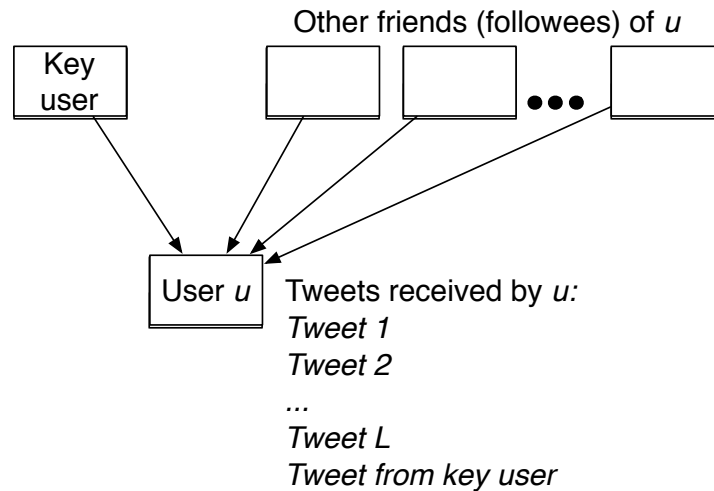 Other friends (followees) of u
Key
user
User u
Tweets received by u:
Tweet 1
Tweet 2
...
Tweet L
Tweet from key user